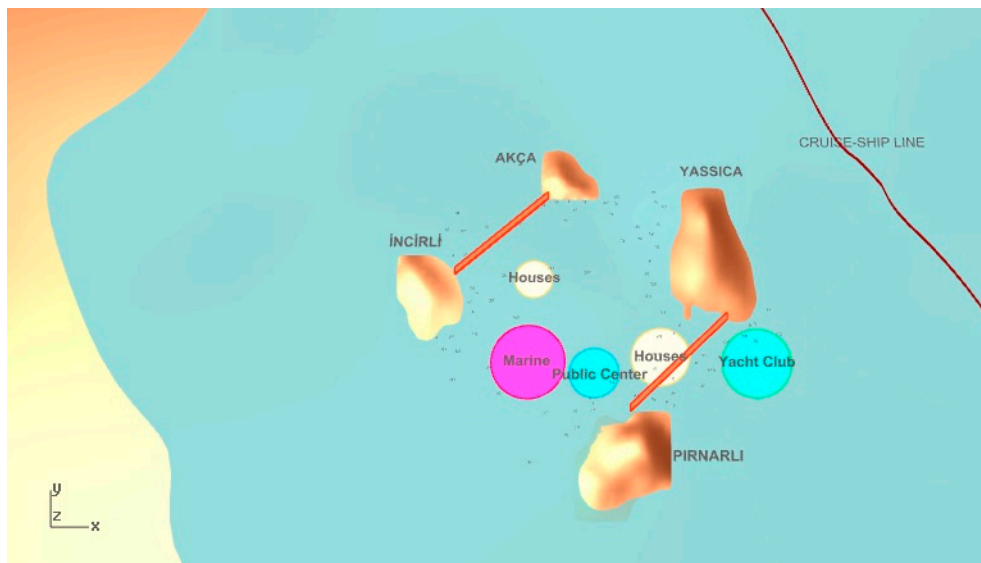 CRUISE-SHIP LINE
AKÇA
YASSICA
İNCİRLİ
Houses
Marine
Public Center
Houses
Yacht Club
PIRNARLI
y
z
x